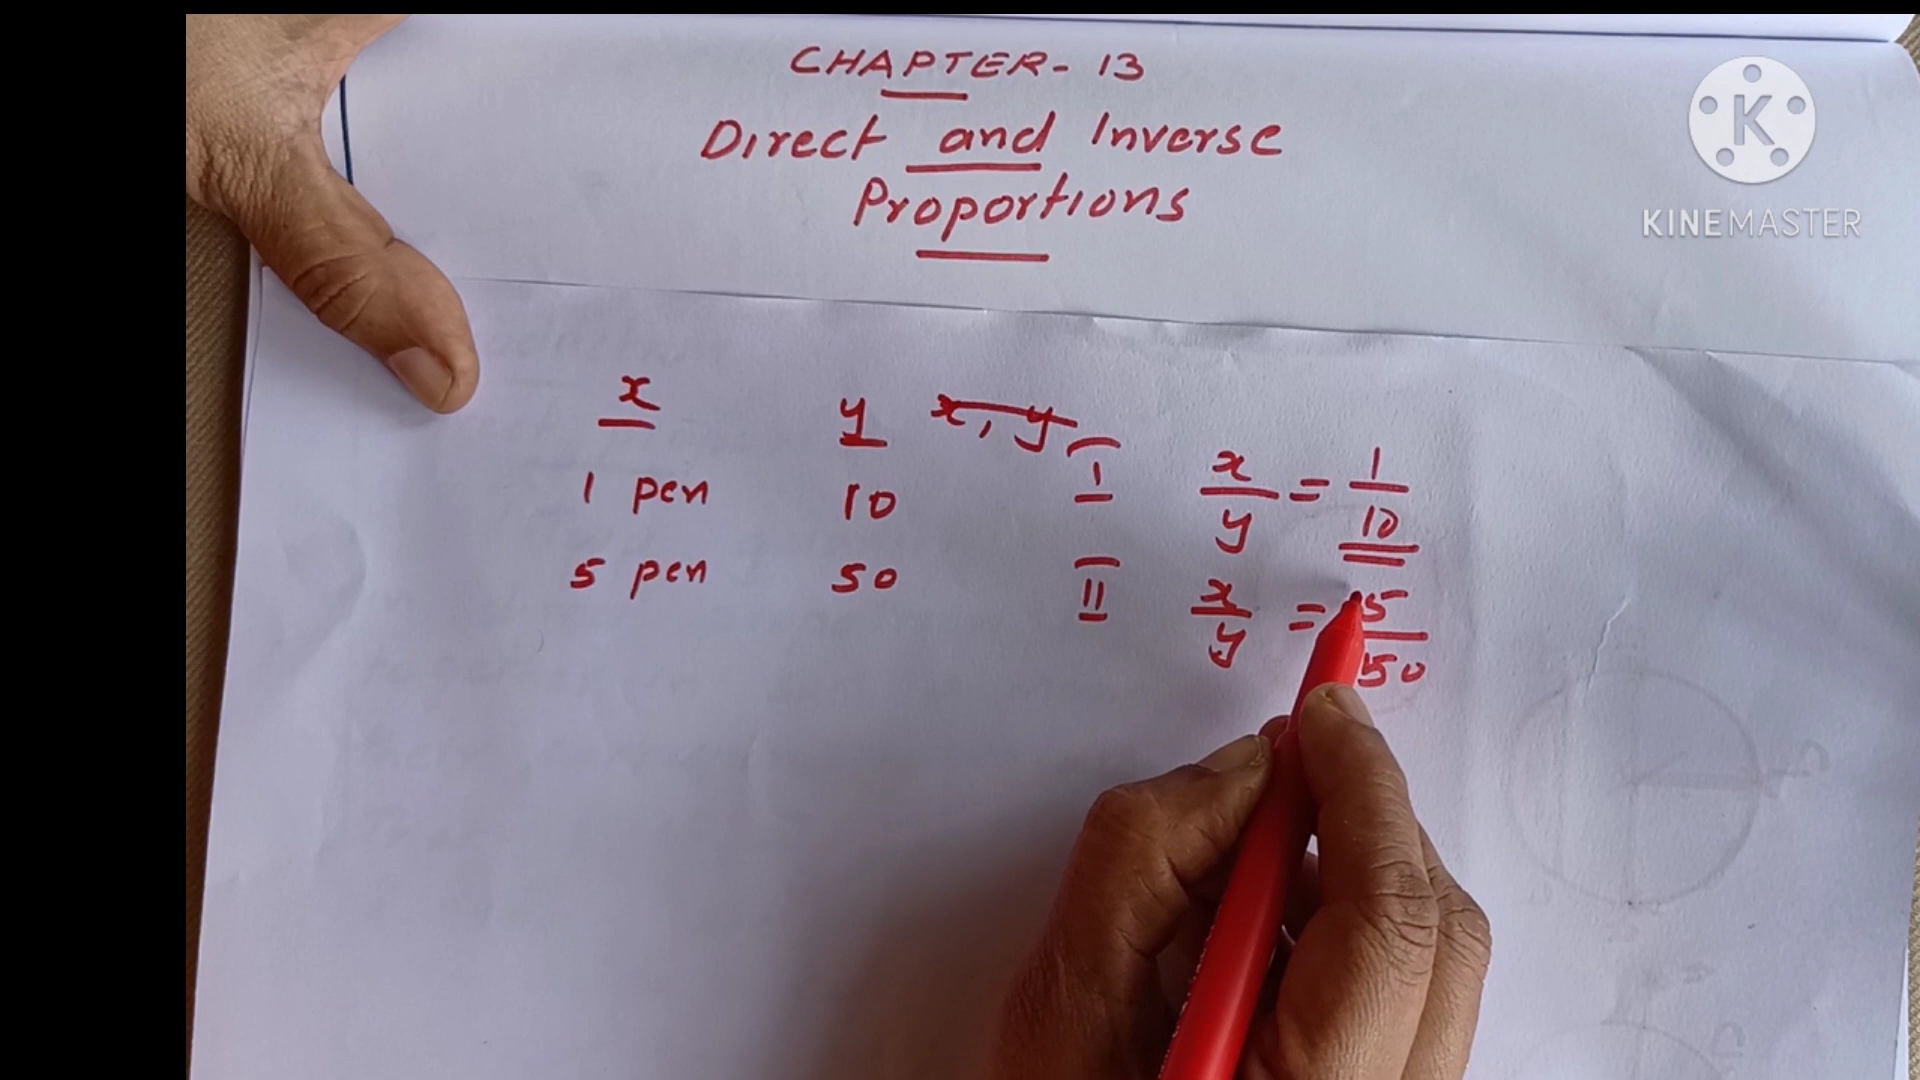 CHAPTER-13
Direct and Inverse
Proportions
KINEMASTER
x y x, y
1 pen 10 I x/y = 1/10
5 pen 50 II x/y = 5/50